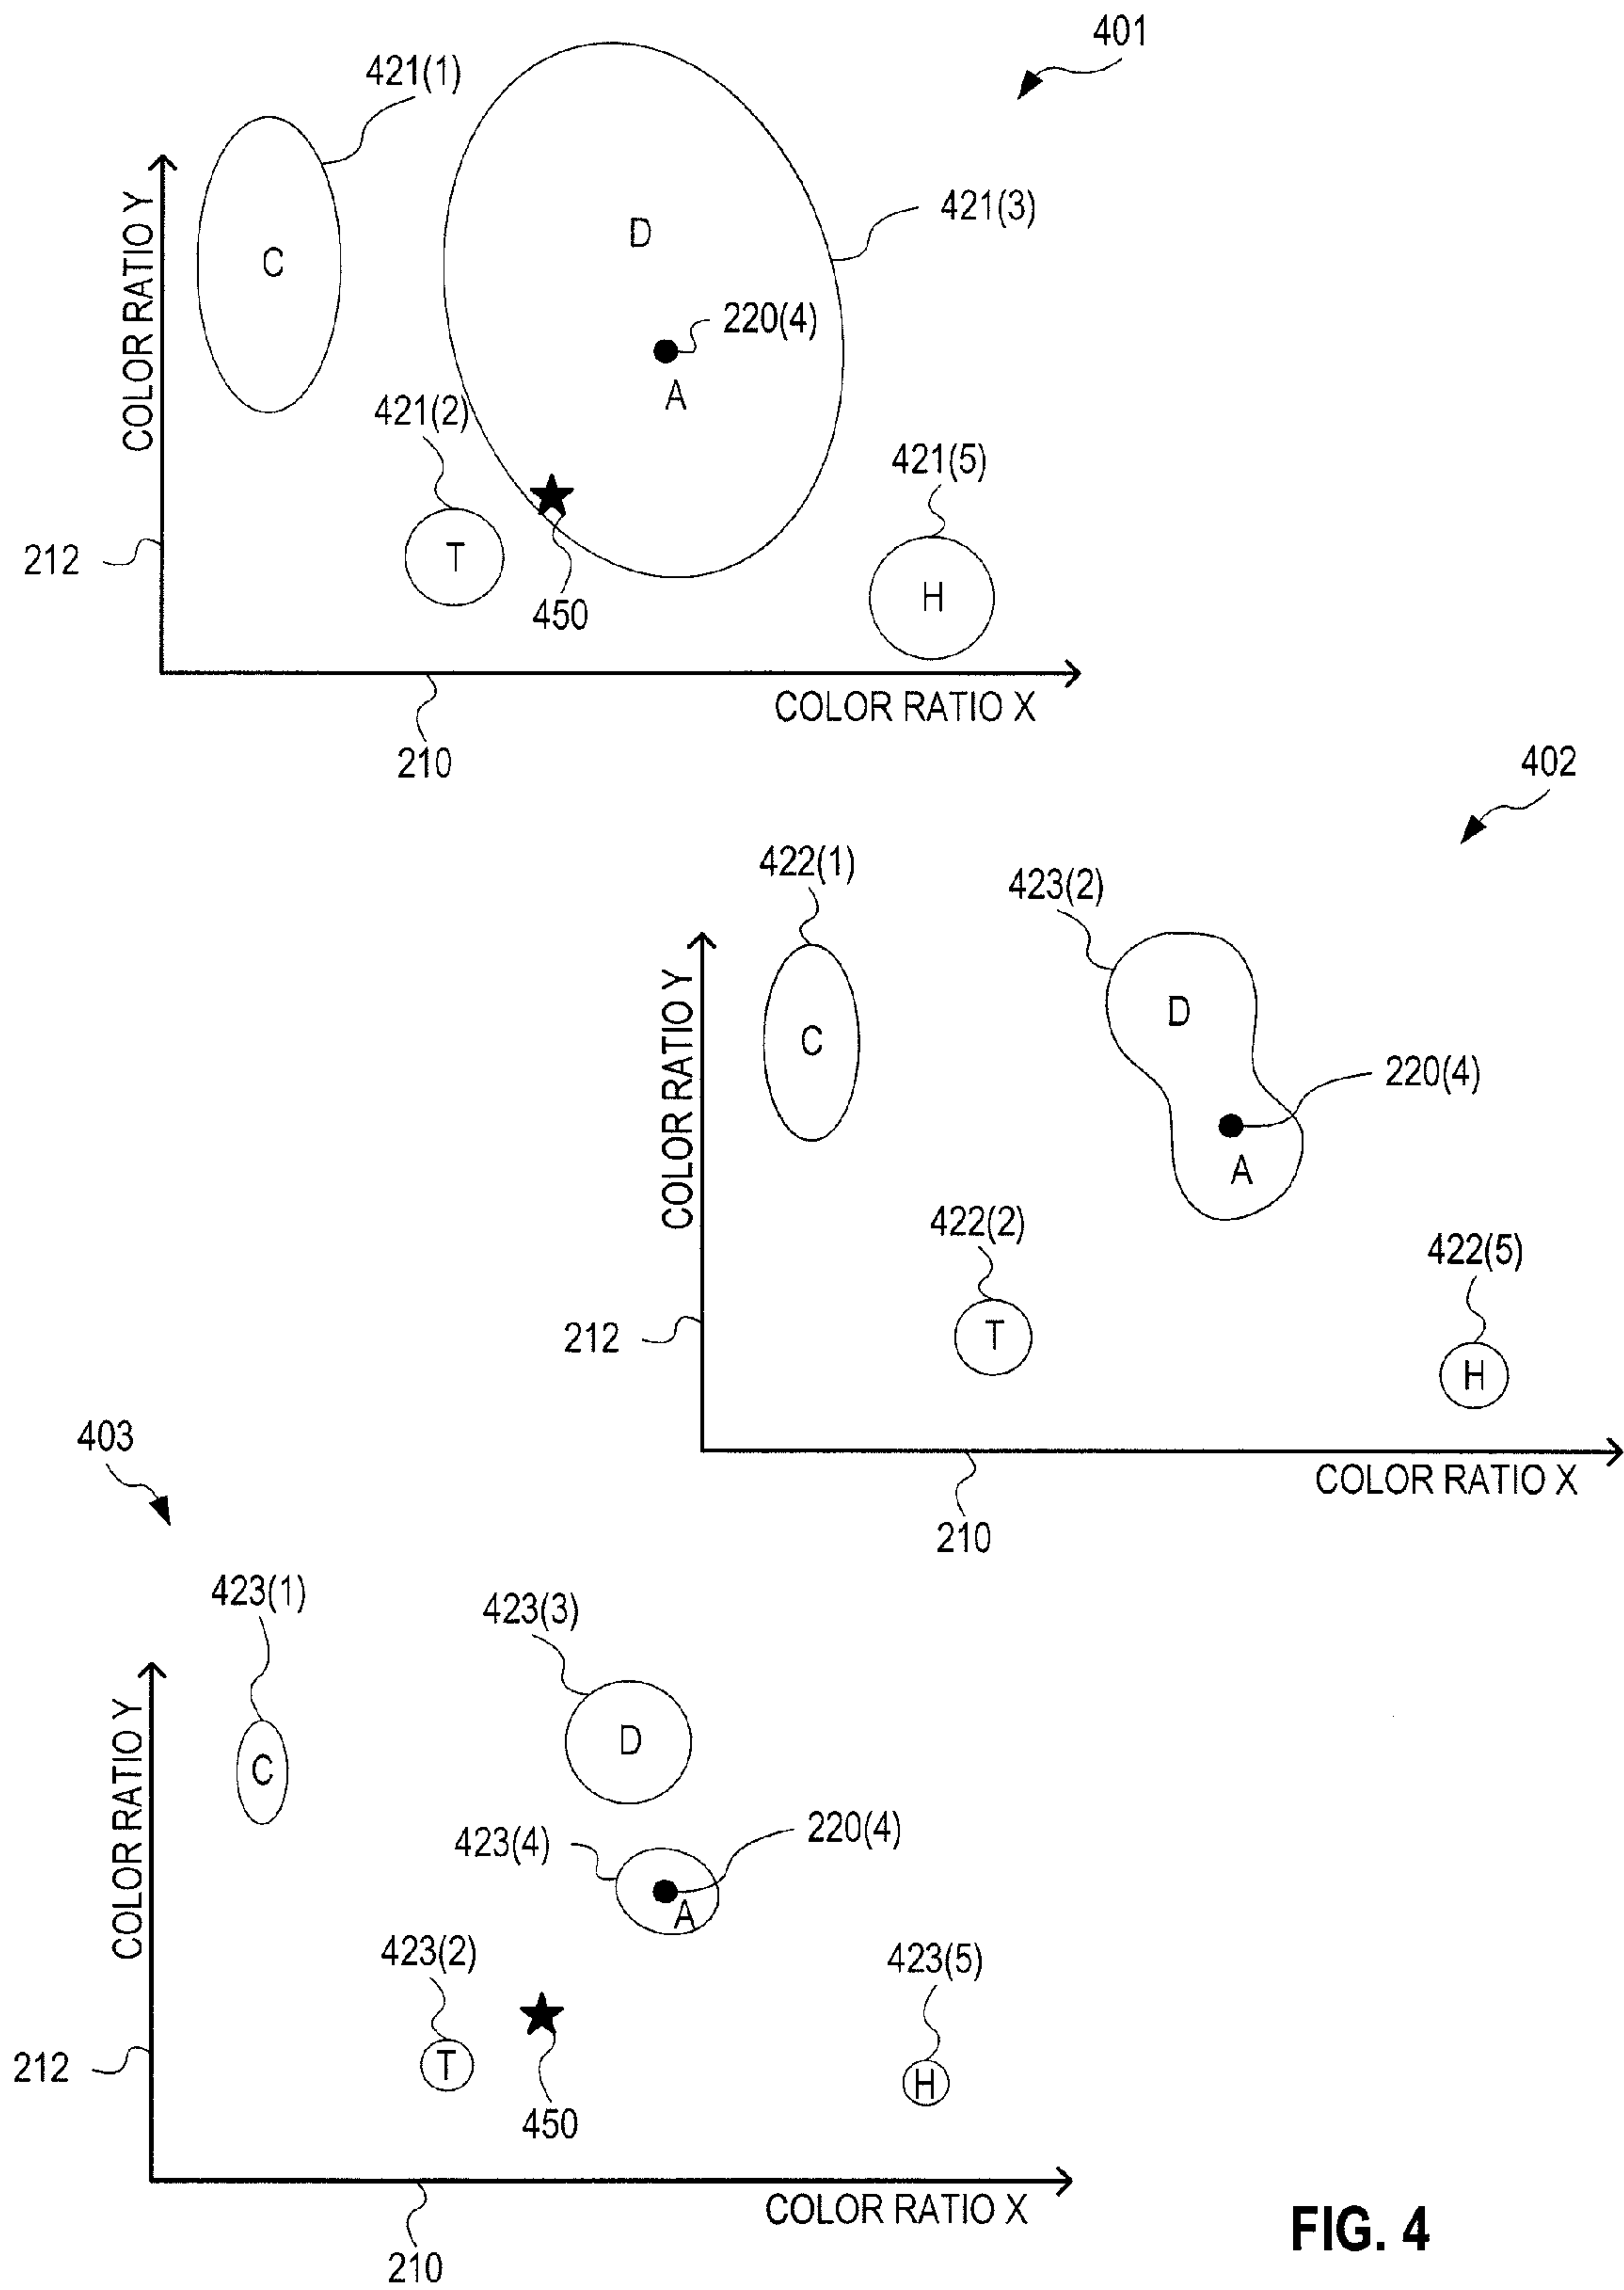 401
421(1)
421(3)
COLOR RATIO Y
C
D
220(4)
A
421(2)
421(5)
T
H
212
450
COLOR RATIO X
210
402
422(1)
423(2)
COLOR RATIO Y
C
D
220(4)
A
422(2)
422(5)
212
T
H
COLOR RATIO X
210
403
423(1)
423(3)
COLOR RATIO Y
C
D
423(4)
220(4)
A
423(2)
423(5)
212
T
H
450
COLOR RATIO X
210
FIG. 4